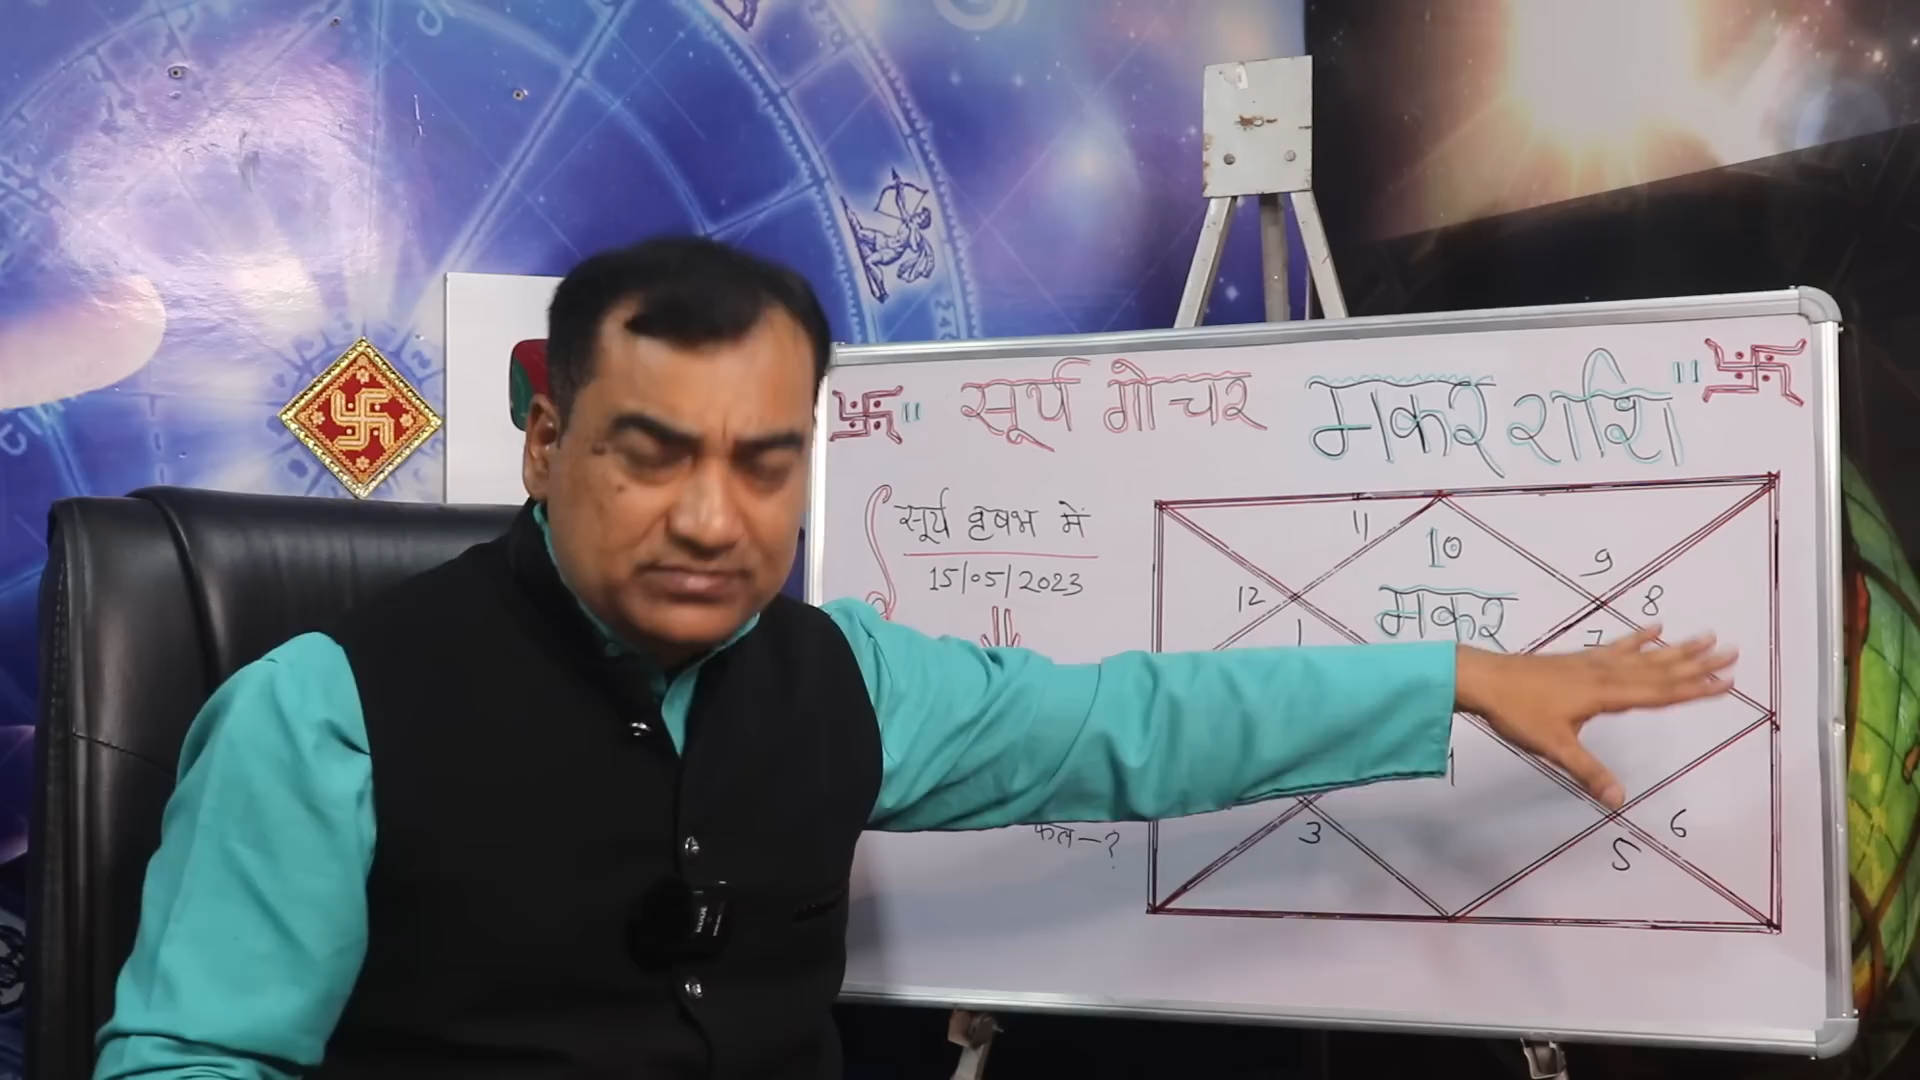 卐 " सूर्य गोचर मकर राशि " 卐
सूर्य वृषभ में
15/05/2023
11
10
9
12
मकर
8
1
7
3
6
5
फल-?